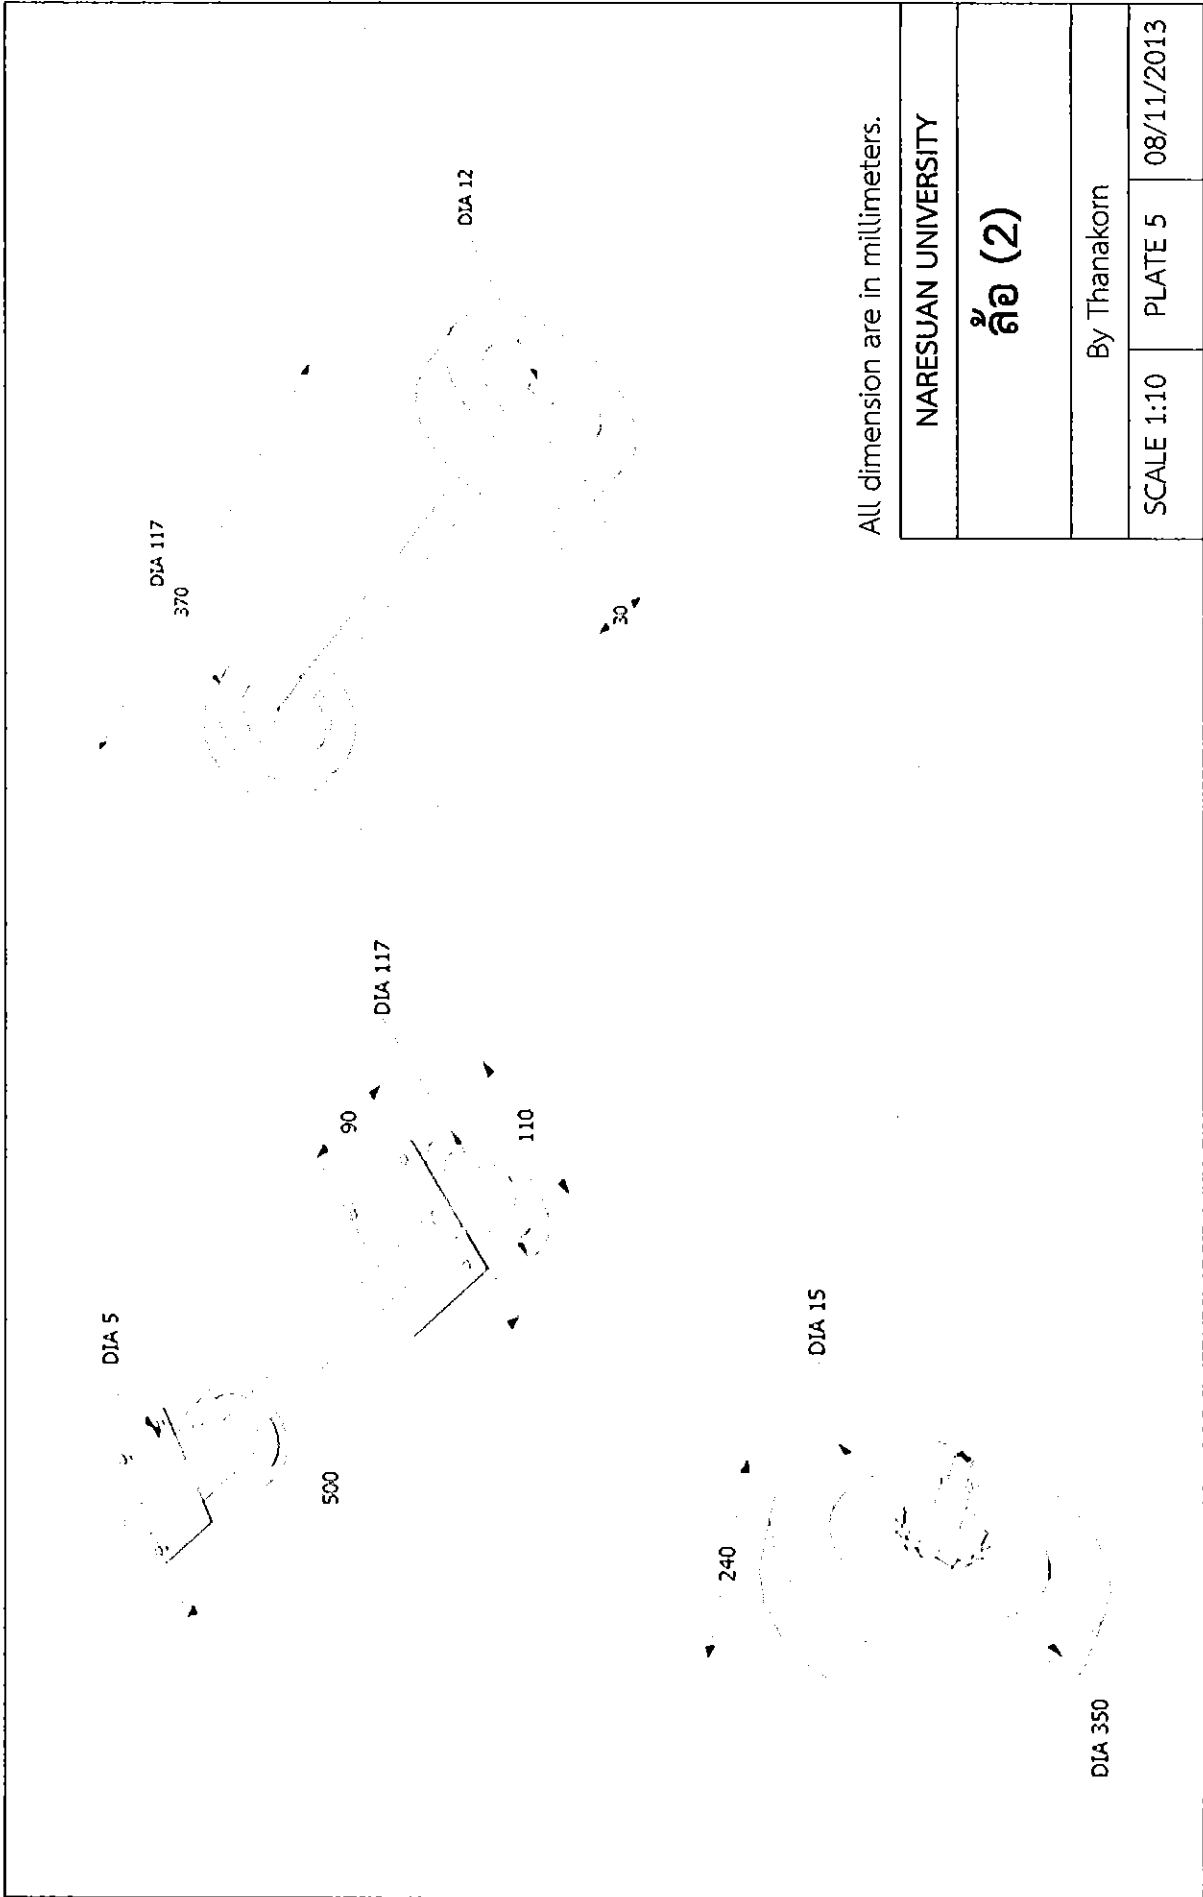 DIA 5
500
90
110
DIA 117
DIA 117
370
DIA 12
30
240
DIA 15
DIA 350
All dimension are in millimeters.
NARESUAN UNIVERSITY
ล้อ (2)
By Thanakorn
SCALE 1:10 PLATE 5 08/11/2013